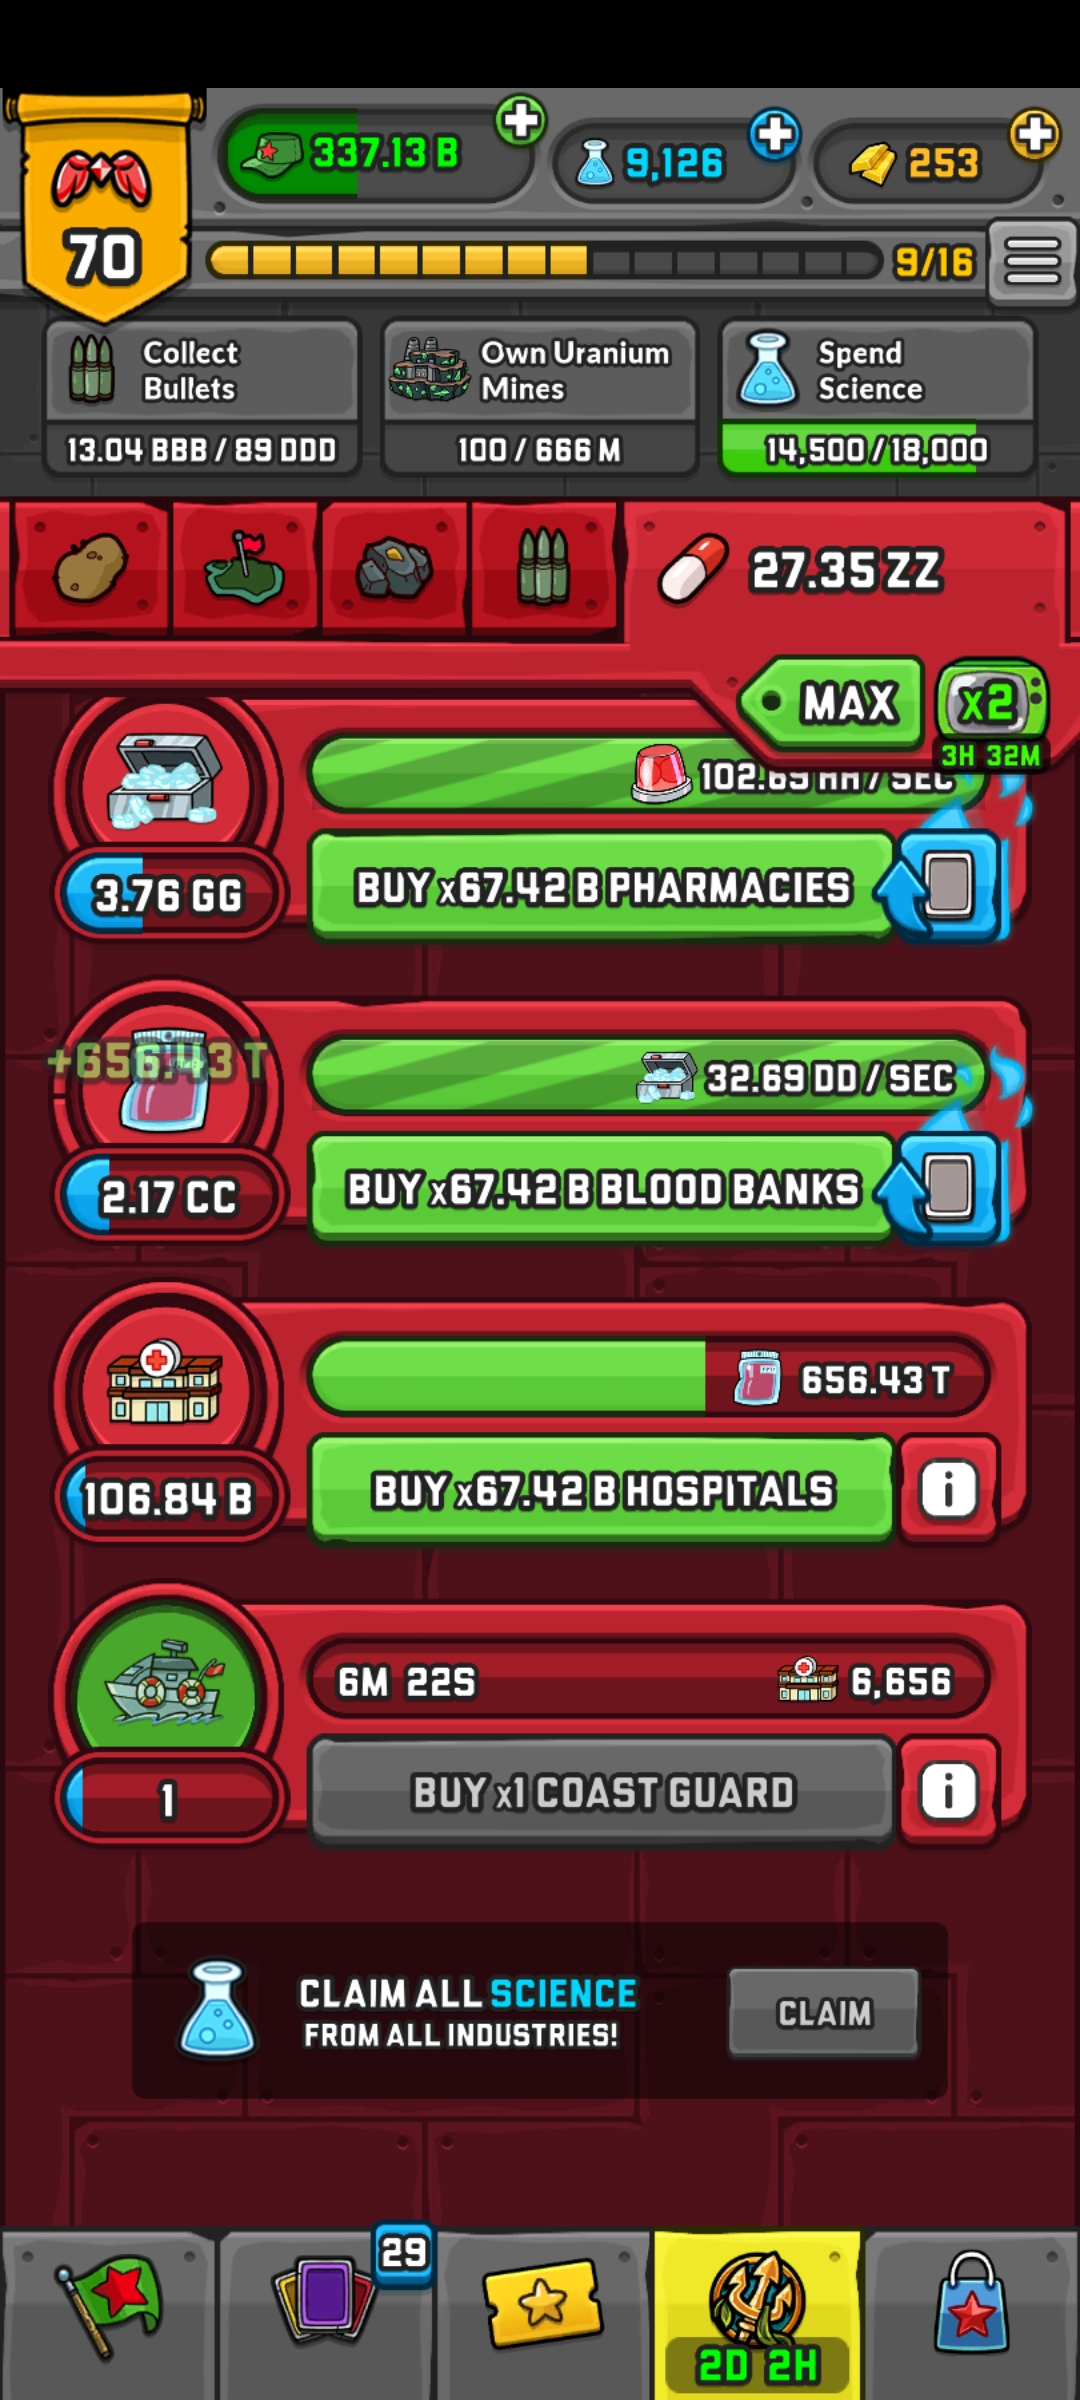 70
337.13 B
9,126
253
9/16
Collect
Bullets
13.04 BBB / 89 DDD
Own Uranium
Mines
100 / 666 M
Spend
Science
14,500/18,000
27.35 ZZ
MAX
x2
3H 32M
102.69 HH / SEC
3.76 GG
BUY x67.42 B PHARMACIES
+656.43 T
32.69 DD / SEC
2.17 CC
BUY x67.42 B BLOOD BANKS
656.43 T
106.84 B
BUY x67.42 B HOSPITALS
i
6M 22S
6,656
1
BUY x1 COAST GUARD
i
CLAIM ALL SCIENCE
FROM ALL INDUSTRIES!
CLAIM
29
2D 2H